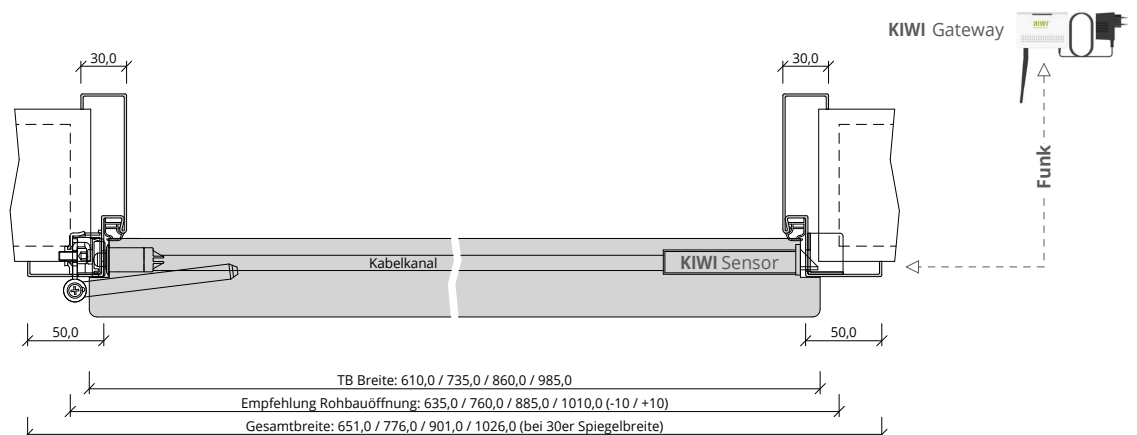 KIWI Gateway
KIWI
30,0
30,0
Funk
Kabelkanal
KIWI Sensor
50,0
50,0
TB Breite: 610,0 / 735,0 / 860,0 / 985,0
Empfehlung Rohbauöffnung: 635,0/ 760,0 / 885,0 / 1010,0 (-10 / +10)
Gesamtbreite: 651,0 / 776,0 / 901,0 / 1026,0 (bei 30er Spiegelbreite)